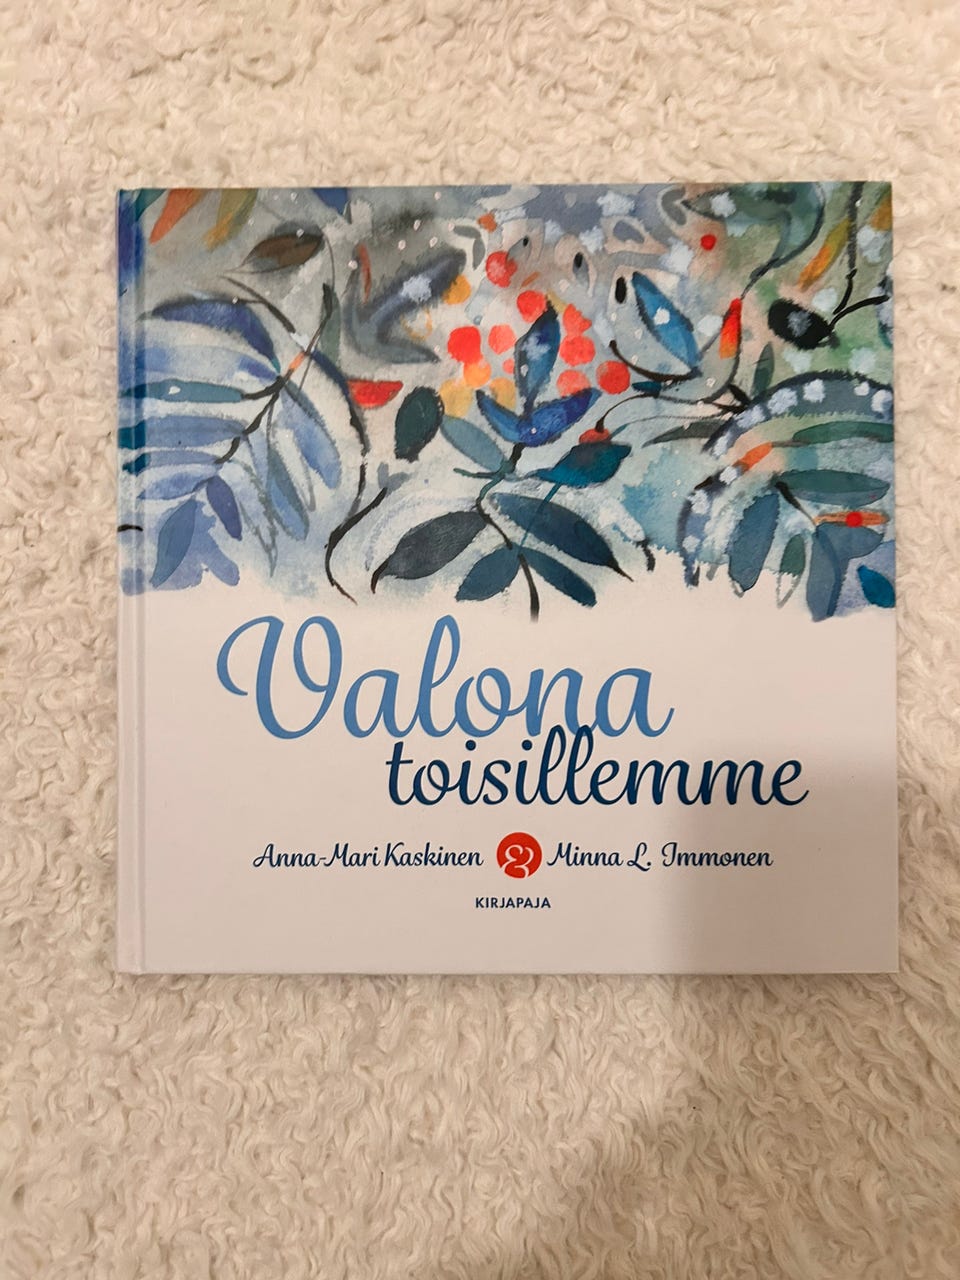 Valona
toisillemme
Anna-Mari Kaskinen & Minna L. Immonen
KIRJAPAJA